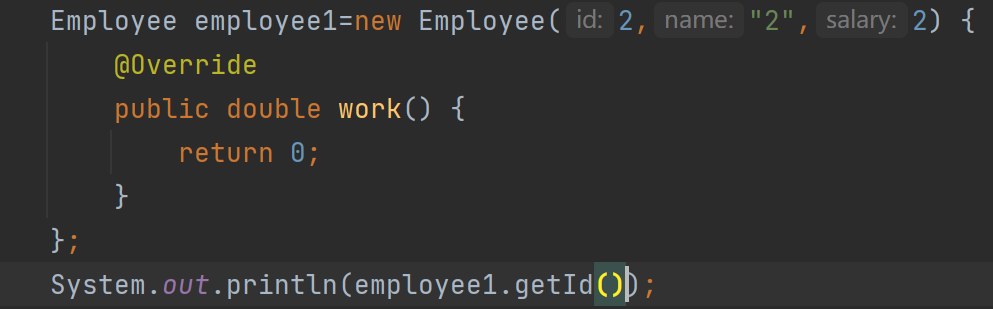 Employee employee1=new Employee( id: 2, name: "2", salary: 2) {
@Override
public double work() {
return 0;
}
};
System.out.println(employee1.getId());